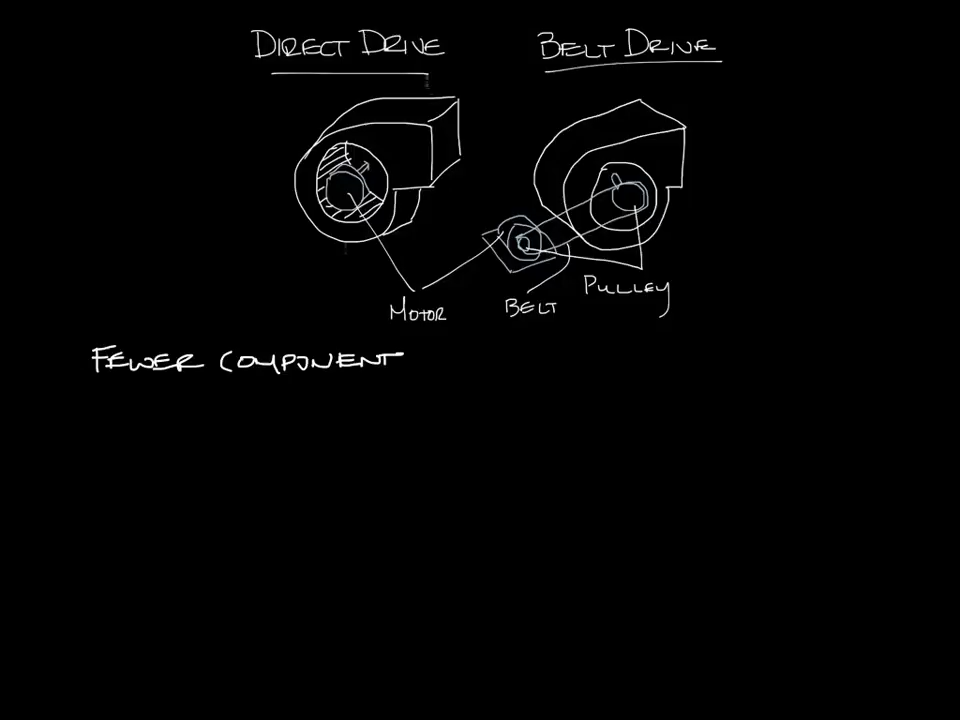 DIRECT DRIVE
BELT DRIVE
MOTOR
BELT
PULLEY
FEWER COMPONENT